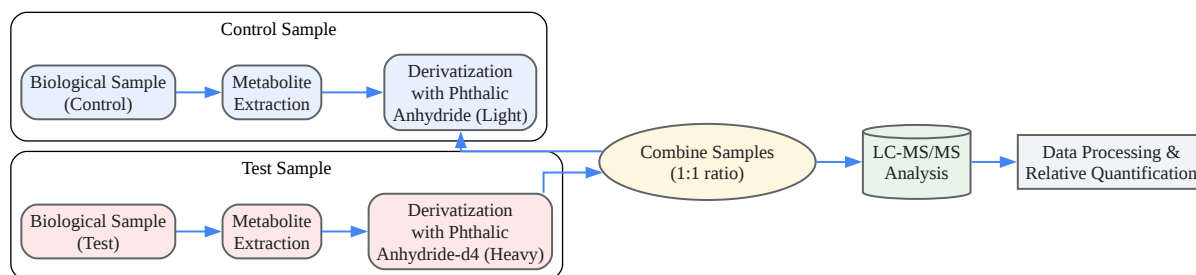 Control Sample
Biological Sample
(Control)
Metabolite
Extraction
Derivatization
with Phthalic
Anhydride (Light)
Test Sample
Biological Sample
(Test)
Metabolite
Extraction
Derivatization
with Phthalic
Anhydride-d4 (Heavy)
Combine Samples
(1:1 ratio)
LC-MS/MS
Analysis
Data Processing &
Relative Quantification